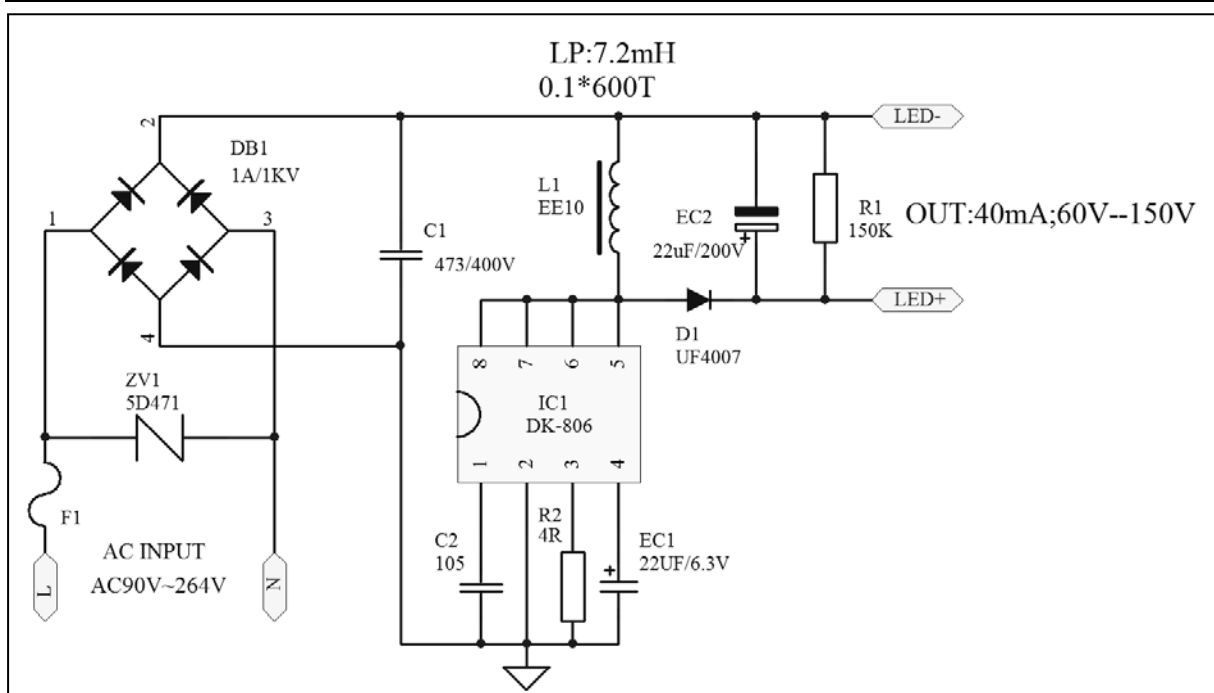 LP:7.2mH
0.1*600T
2
LED-
DB1
1A/1KV
1
3
L1
EE10
EC2
22uF/200V
+
R1
150K
OUT:40mA;60V--150V
C1
473/400V
4
LED+
D1
UF4007
8
7
6
5
ZV1
5D471
IC1
DK-806
1
2
3
4
F1
AC INPUT
AC90V~264V
L
N
C2
105
R2
4R
EC1
22UF/6.3V
+